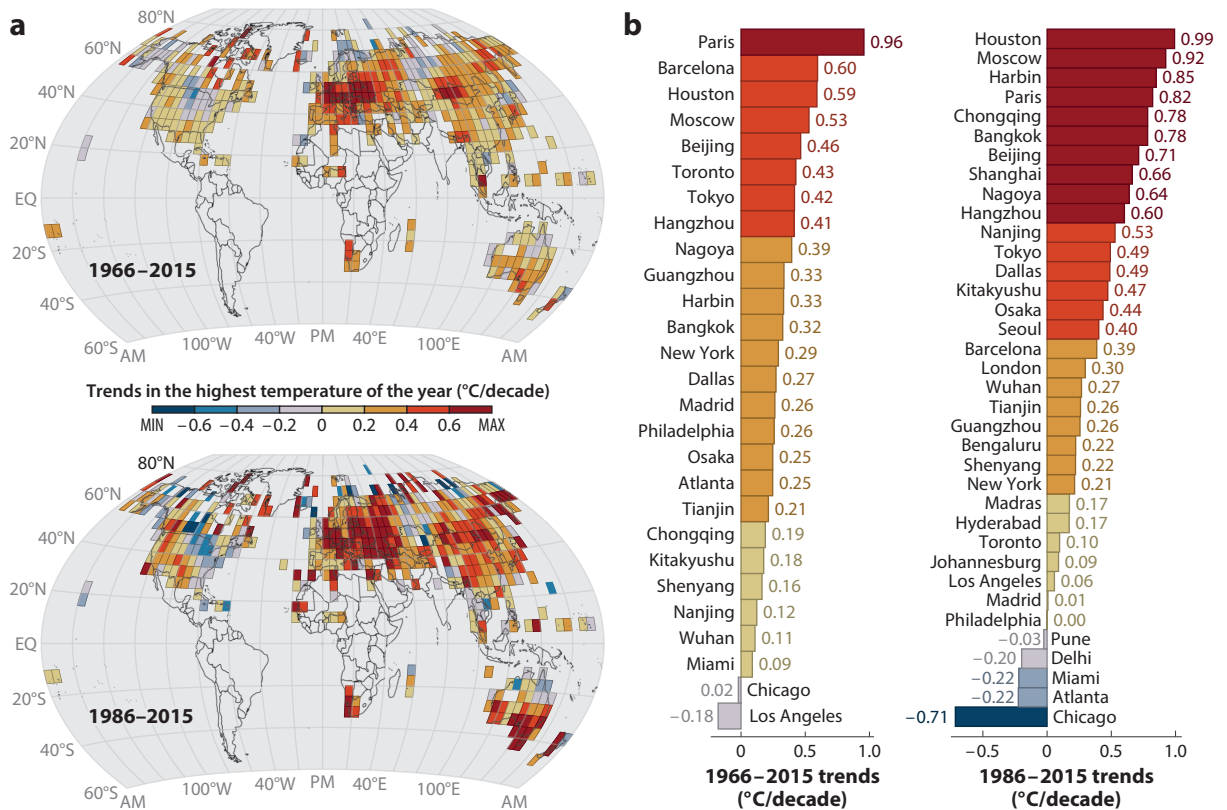 a
80°N
60°N
40°N
20°N
EQ
20°S
40°S
60°S
1966–2015
AM
100°W
40°W
PM
40°E
100°E
AM
Trends in the highest temperature of the year (°C/decade)
MIN −0.6 −0.4 −0.2 0 0.2 0.4 0.6 MAX
80°N
60°N
40°N
20°N
EQ
20°S
40°S
60°S
1986–2015
AM
100°W
40°W
PM
40°E
100°E
AM
b
Paris 0.96
Barcelona 0.60
Houston 0.59
Moscow 0.53
Beijing 0.46
Toronto 0.43
Tokyo 0.42
Hangzhou 0.41
Nagoya 0.39
Guangzhou 0.33
Harbin 0.33
Bangkok 0.32
New York 0.29
Dallas 0.27
Madrid 0.26
Philadelphia 0.26
Osaka 0.25
Atlanta 0.25
Tianjin 0.21
Chongqing 0.19
Kitakyushu 0.18
Shenyang 0.16
Nanjing 0.12
Wuhan 0.11
Miami 0.09
0.02 Chicago
−0.18 Los Angeles
0 1.0
1966–2015 trends
(°C/decade)
Houston 0.99
Moscow 0.92
Harbin 0.85
Paris 0.82
Chongqing 0.78
Bangkok 0.78
Beijing 0.71
Shanghai 0.66
Nagoya 0.64
Hangzhou 0.60
Nanjing 0.53
Tokyo 0.49
Dallas 0.49
Kitakyushu 0.47
Osaka 0.44
Seoul 0.40
Barcelona 0.39
London 0.30
Wuhan 0.27
Tianjin 0.26
Guangzhou 0.26
Bengaluru 0.22
Shenyang 0.22
New York 0.21
Madras 0.17
Hyderabad 0.17
Toronto 0.10
Johannesburg 0.09
Los Angeles 0.06
Madrid 0.01
Philadelphia 0.00
−0.03 Pune
−0.20 Delhi
−0.22 Miami
−0.22 Atlanta
−0.71 Chicago
−0.5 0 0.5 1.0
1986–2015 trends
(°C/decade)